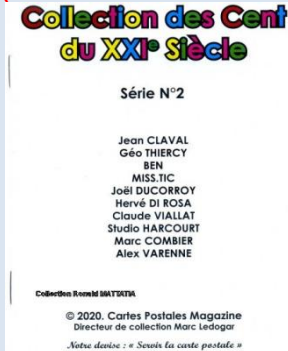 Collection des Cent
du XXIe Siècle
Série N°2
Jean CLAVAL
Géo THIERCY
BEN
MISS.TIC
Joël DUCORROY
Hervé DI ROSA
Claude VIALLAT
Studio HARCOURT
Marc COMBIER
Alex VARENNE
Collection Ronald MATTATIA
© 2020. Cartes Postales Magazine
Directeur de collection Marc Ledogar
Notre devise : « Servir la carte postale »